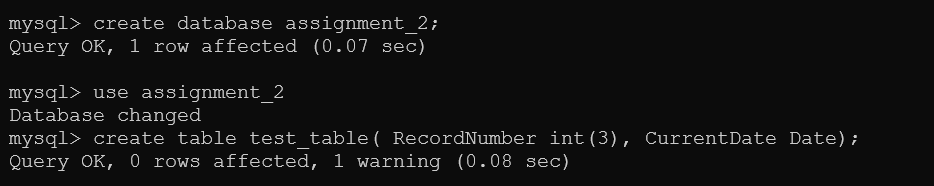 mysql> create database assignment_2;
Query OK, 1 row affected (0.07 sec)
mysql> use assignment_2
Database changed
mysql> create table test_table( RecordNumber int(3), CurrentDate Date);
Query OK, 0 rows affected, 1 warning (0.08 sec)